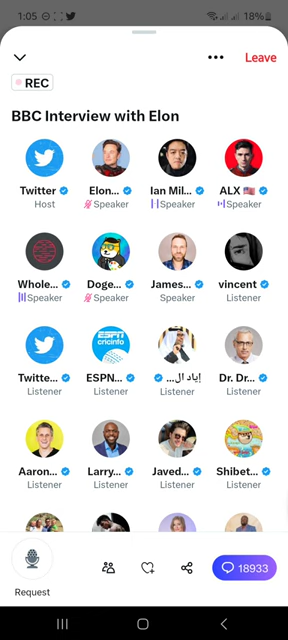 1:05
18%
Leave
REC
BBC Interview with Elon
Twitter Elon... Ian Mil... ALX
Host Speaker Speaker Speaker
Whole... Doge... James... vincent
Speaker Speaker Speaker Listener
ESPN
cricinfo
Twitte... ESPN... إياد ال... Dr. Dr...
Listener Listener Listener Listener
Aaron... Larry... Javed... Shibet...
Listener Listener Listener Listener
18933
Request